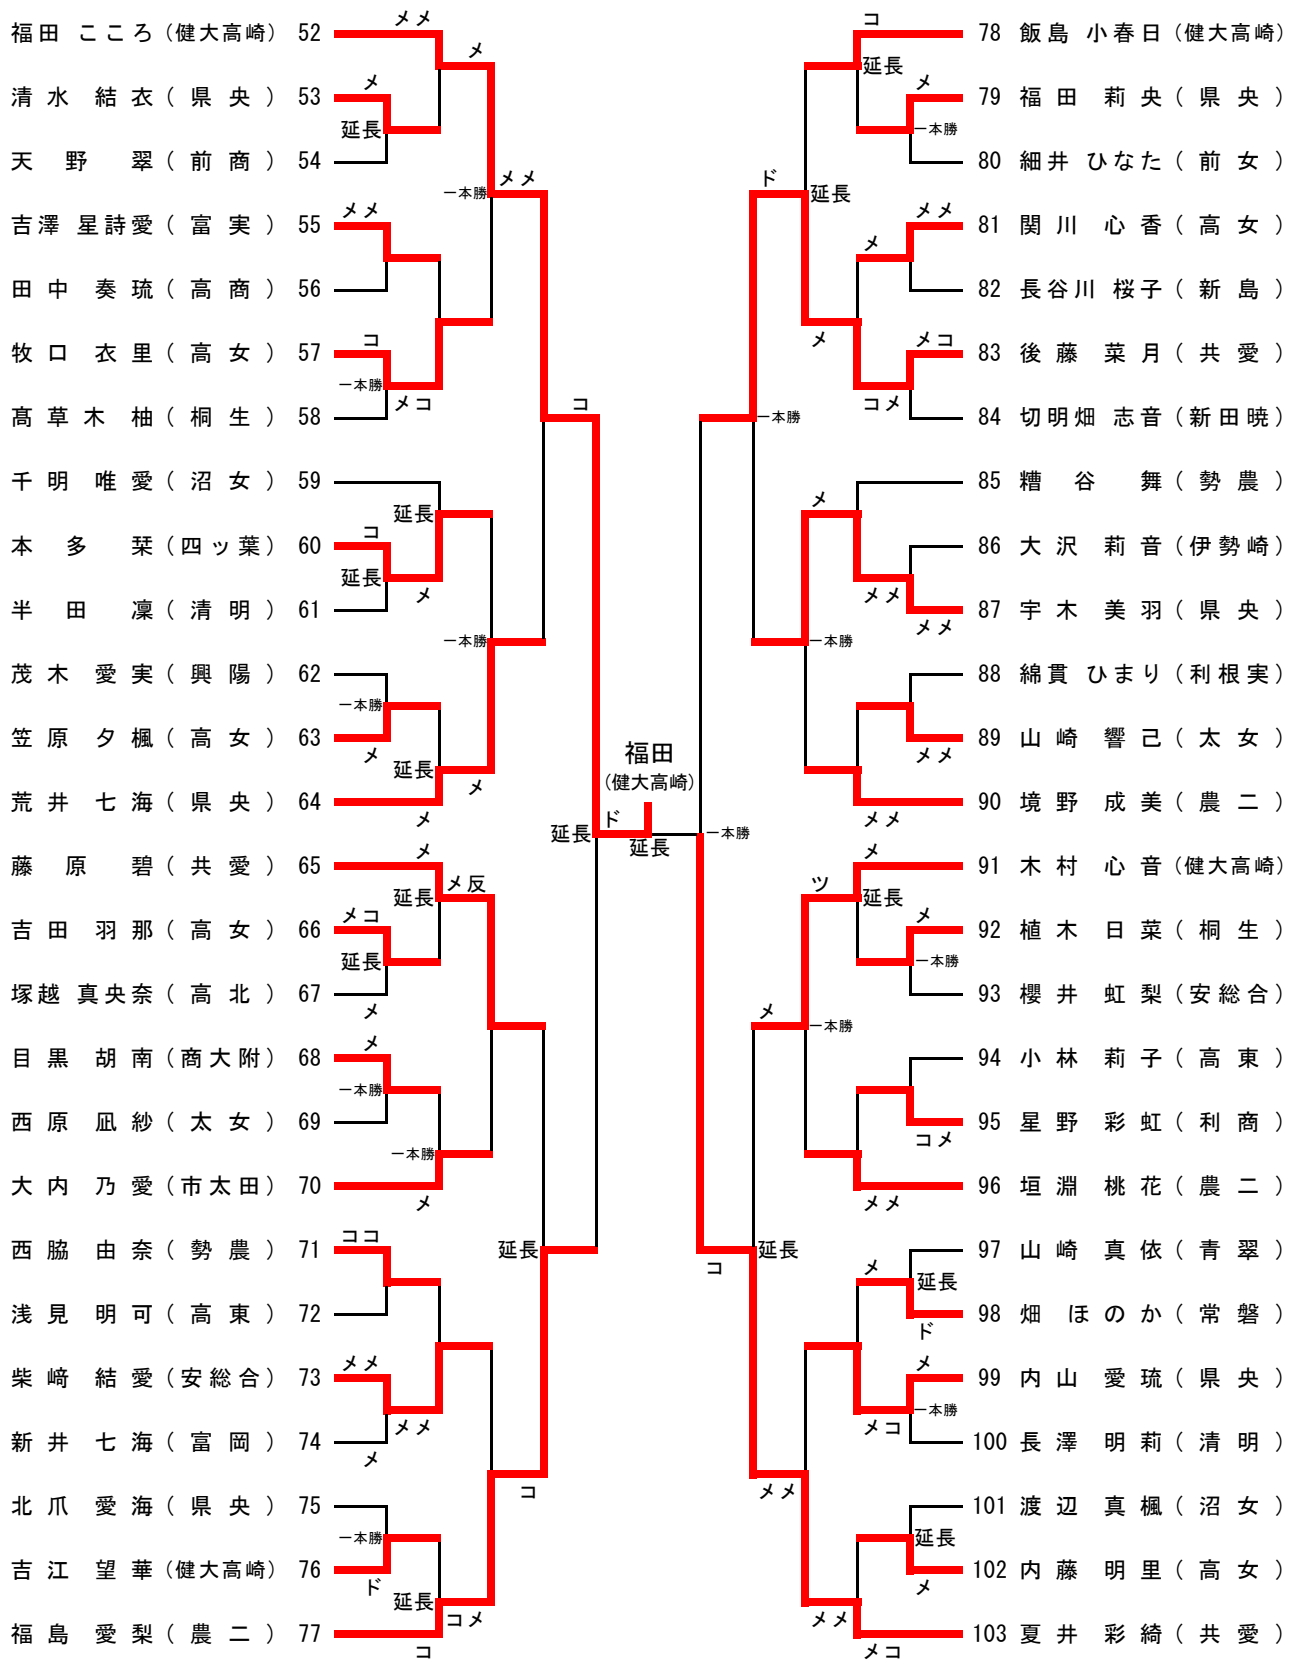 メメ
福田 こころ (健大高崎) 52
メ
清水 結衣 (県央) 53
メ
延長
天野 翠 (前商) 54
一本勝
メメ
吉澤 星詩愛 (富実) 55
メメ
田中 奏琉 (高商) 56
牧口 衣里 (高女) 57
コ
一本勝
メコ
髙草木 柚 (桐生) 58
コ
千明 唯愛 (沼女) 59
延長
本多 栞 (四ッ葉) 60
コ
延長
メ
半田 凜 (清明) 61
一本勝
茂木 愛実 (興陽) 62
一本勝
笠原 夕楓 (高女) 63
メ
延長
メ
荒井 七海 (県央) 64
メ
延長
ド
藤原 碧 (共愛) 65
メ
延長
メ反
吉田 羽那 (高女) 66
メコ
延長
塚越 真央奈 (高北) 67
メ
目黒 胡南 (商大附) 68
メ
一本勝
西原 凪紗 (太女) 69
一本勝
大内 乃愛 (市太田) 70
メ
西脇 由奈 (勢農) 71
ココ
延長
浅見 明可 (高東) 72
柴﨑 結愛 (安総合) 73
メメ
メメ
新井 七海 (富岡) 74
メ
コ
北爪 愛海 (県央) 75
一本勝
吉江 望華 (健大高崎) 76
ド
延長
コメ
福島 愛梨 (農二) 77
コ
福田
(健大高崎)
延長
コ
78 飯島 小春日 (健大高崎)
延長
メ
79 福田 莉央 (県央)
一本勝
80 細井 ひなた (前女)
ド
延長
メメ
81 関川 心香 (高女)
メ
82 長谷川 桜子 (新島)
メ
メコ
83 後藤 菜月 (共愛)
コメ
84 切明畑 志音 (新田暁)
一本勝
85 糟谷 舞 (勢農)
メ
86 大沢 莉音 (伊勢崎)
メメ
87 宇木 美羽 (県央)
メメ
一本勝
88 綿貫 ひまり (利根実)
89 山崎 響己 (太女)
メメ
90 境野 成美 (農二)
メメ
一本勝
メ
91 木村 心音 (健大高崎)
ツ
延長
メ
92 植木 日菜 (桐生)
一本勝
93 櫻井 虹梨 (安総合)
メ
一本勝
94 小林 莉子 (高東)
95 星野 彩虹 (利商)
コメ
96 垣淵 桃花 (農二)
メメ
97 山崎 真依 (青翠)
延長
コ
メ
延長
98 畑 ほのか (常磐)
ド
メ
99 内山 愛琉 (県央)
一本勝
メコ
100 長澤 明莉 (清明)
メメ
101 渡辺 真楓 (沼女)
延長
102 内藤 明里 (高女)
メ
メメ
103 夏井 彩綺 (共愛)
メコ